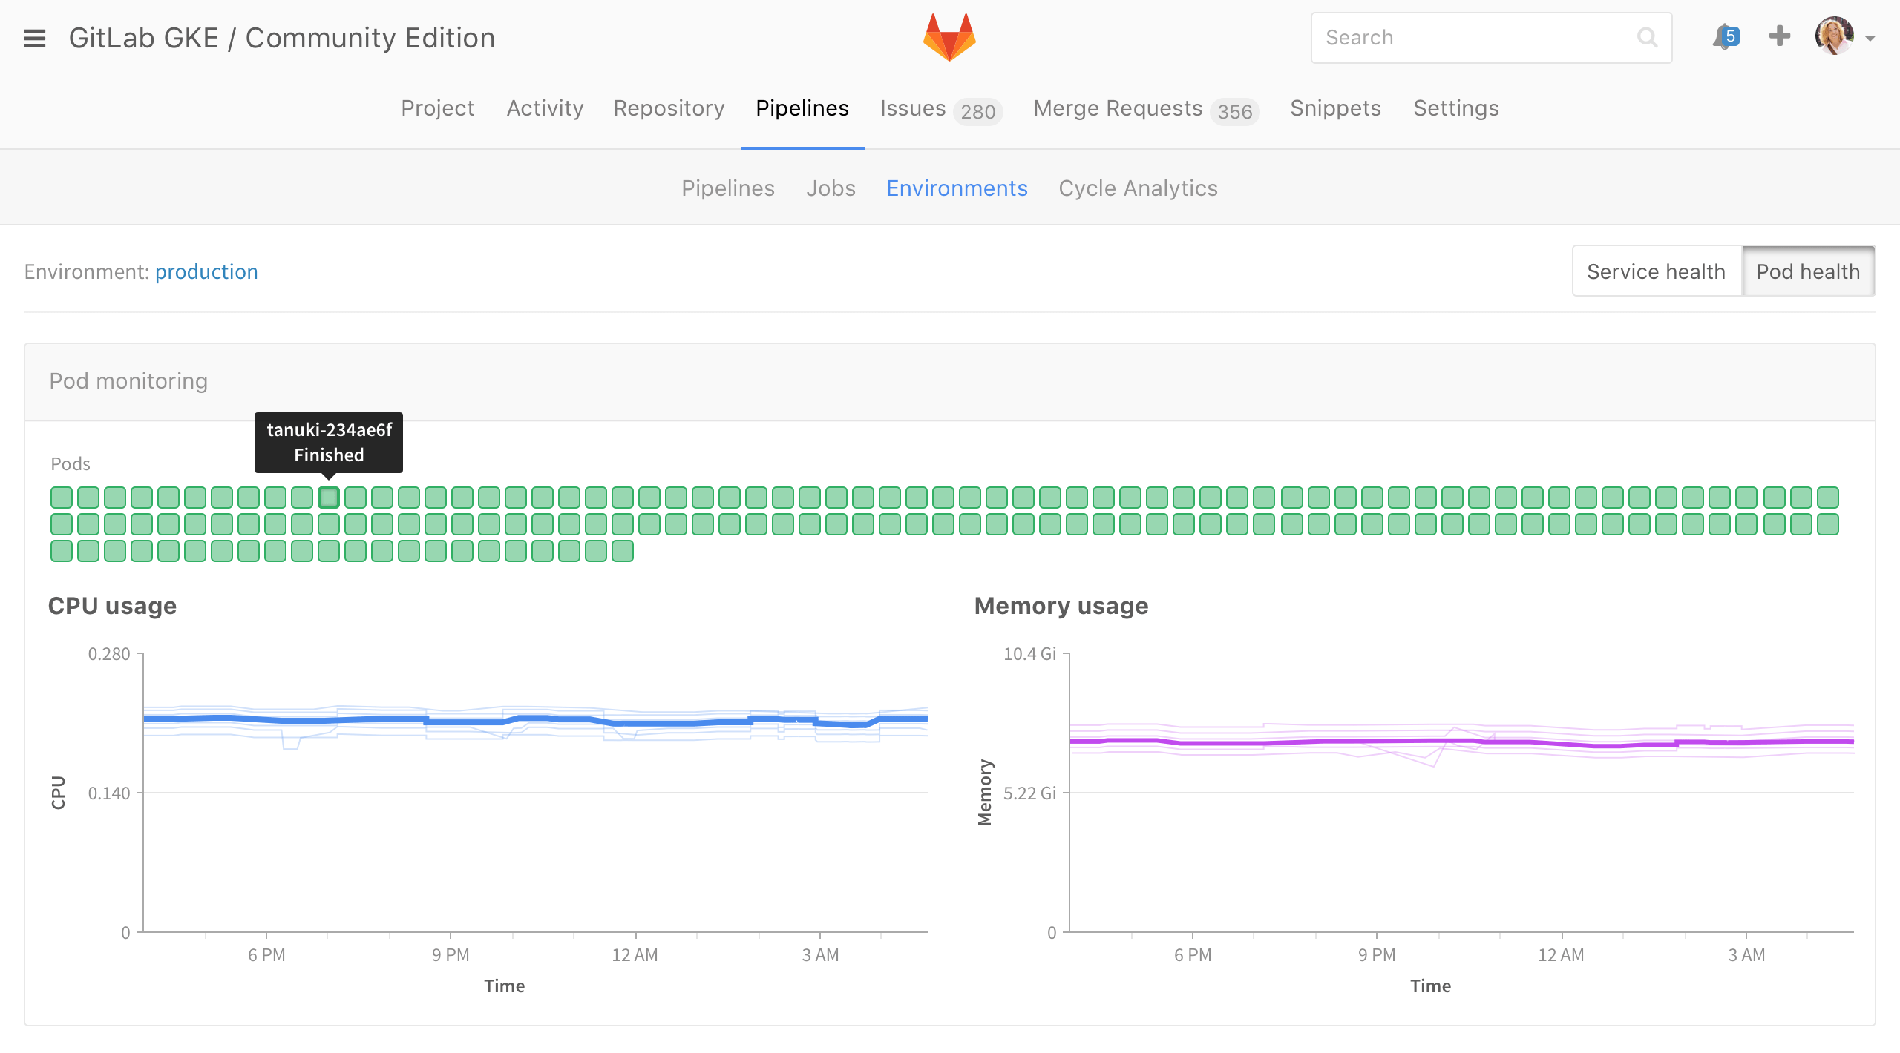 GitLab GKE / Community Edition
Search
5
Project Activity Repository Pipelines Issues 280 Merge Requests 356 Snippets Settings
Pipelines Jobs Environments Cycle Analytics
Environment: production
Service health Pod health
Pod monitoring
tanuki-234ae6f
Finished
Pods
CPU usage
0.280
0.140
0
CPU
6 PM 9 PM 12 AM 3 AM
Time
Memory usage
10.4 Gi
5.22 Gi
0
Memory
6 PM 9 PM 12 AM 3 AM
Time